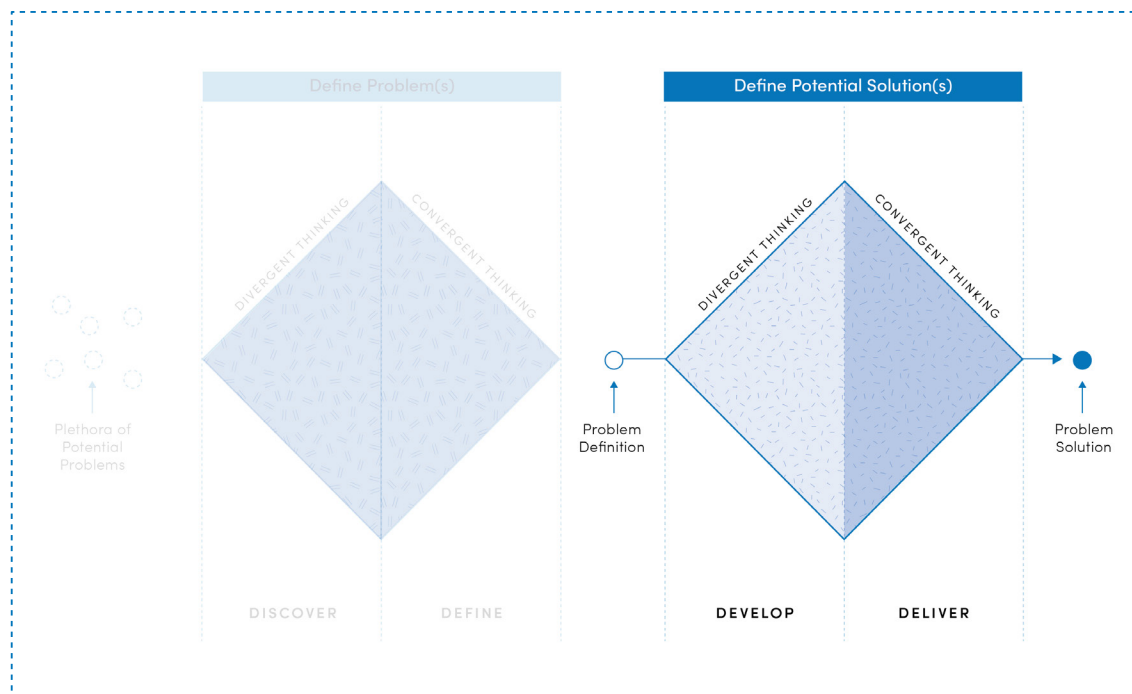 Define Problem(s)
Define Potential Solution(s)
DIVERGENT THINKING
CONVERGENT THINKING
DIVERGENT THINKING
CONVERGENT THINKING
Plethora of
Potential
Problems
Problem
Definition
Problem
Solution
DISCOVER
DEFINE
DEVELOP
DELIVER